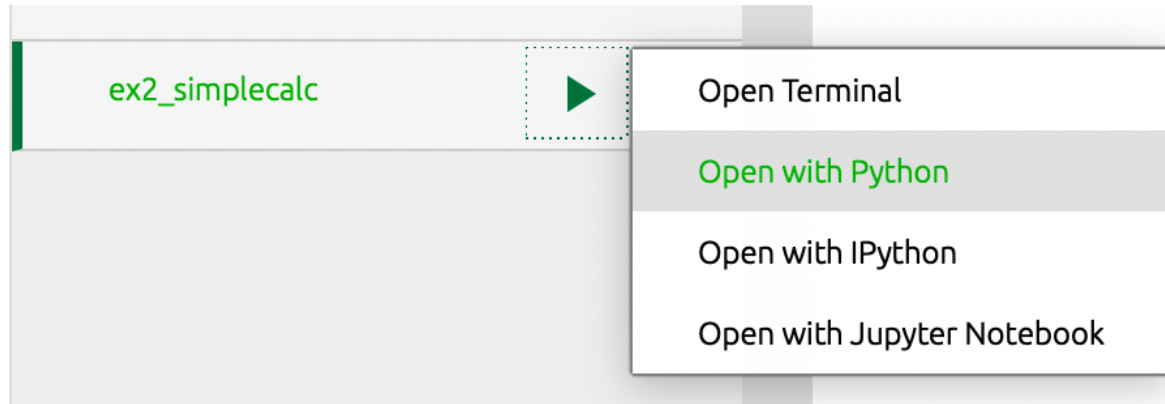 ex2_simplecalc
Open Terminal
Open with Python
Open with IPython
Open with Jupyter Notebook